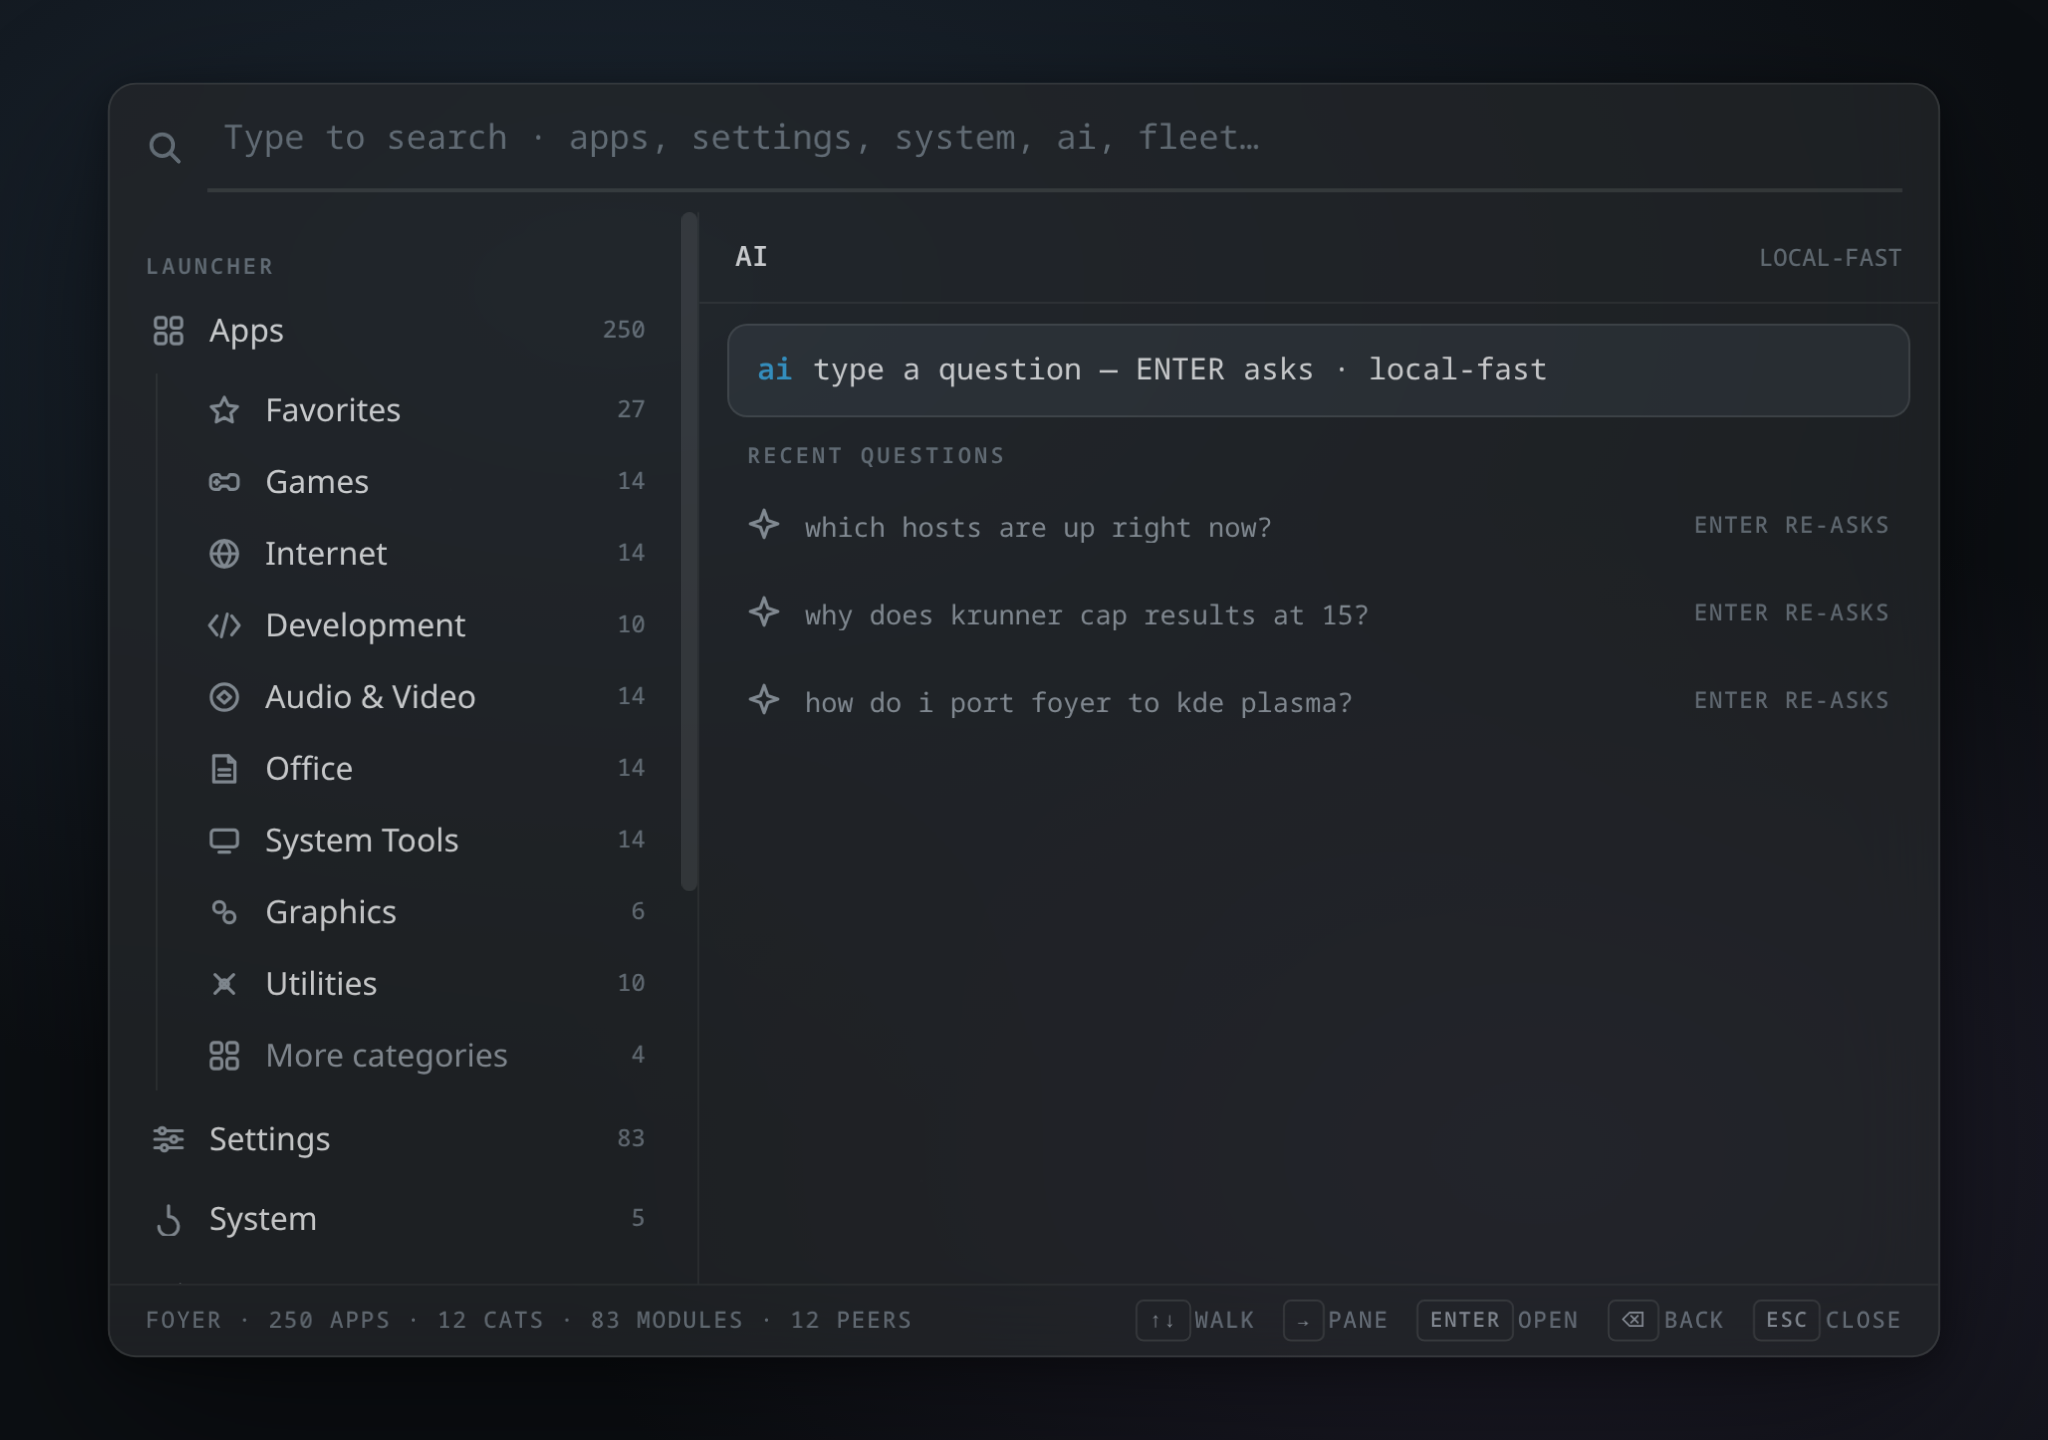 Type to search · apps, settings, system, ai, fleet…
LAUNCHER
Apps 250
Favorites 27
Games 14
Internet 14
Development 10
Audio & Video 14
Office 14
System Tools 14
Graphics 6
Utilities 10
More categories 4
Settings 83
System 5
AI LOCAL-FAST
ai type a question — ENTER asks · local-fast
RECENT QUESTIONS
which hosts are up right now? ENTER RE-ASKS
why does krunner cap results at 15? ENTER RE-ASKS
how do i port foyer to kde plasma? ENTER RE-ASKS
FOYER · 250 APPS · 12 CATS · 83 MODULES · 12 PEERS
↑↓ WALK → PANE ENTER OPEN ⌫ BACK ESC CLOSE